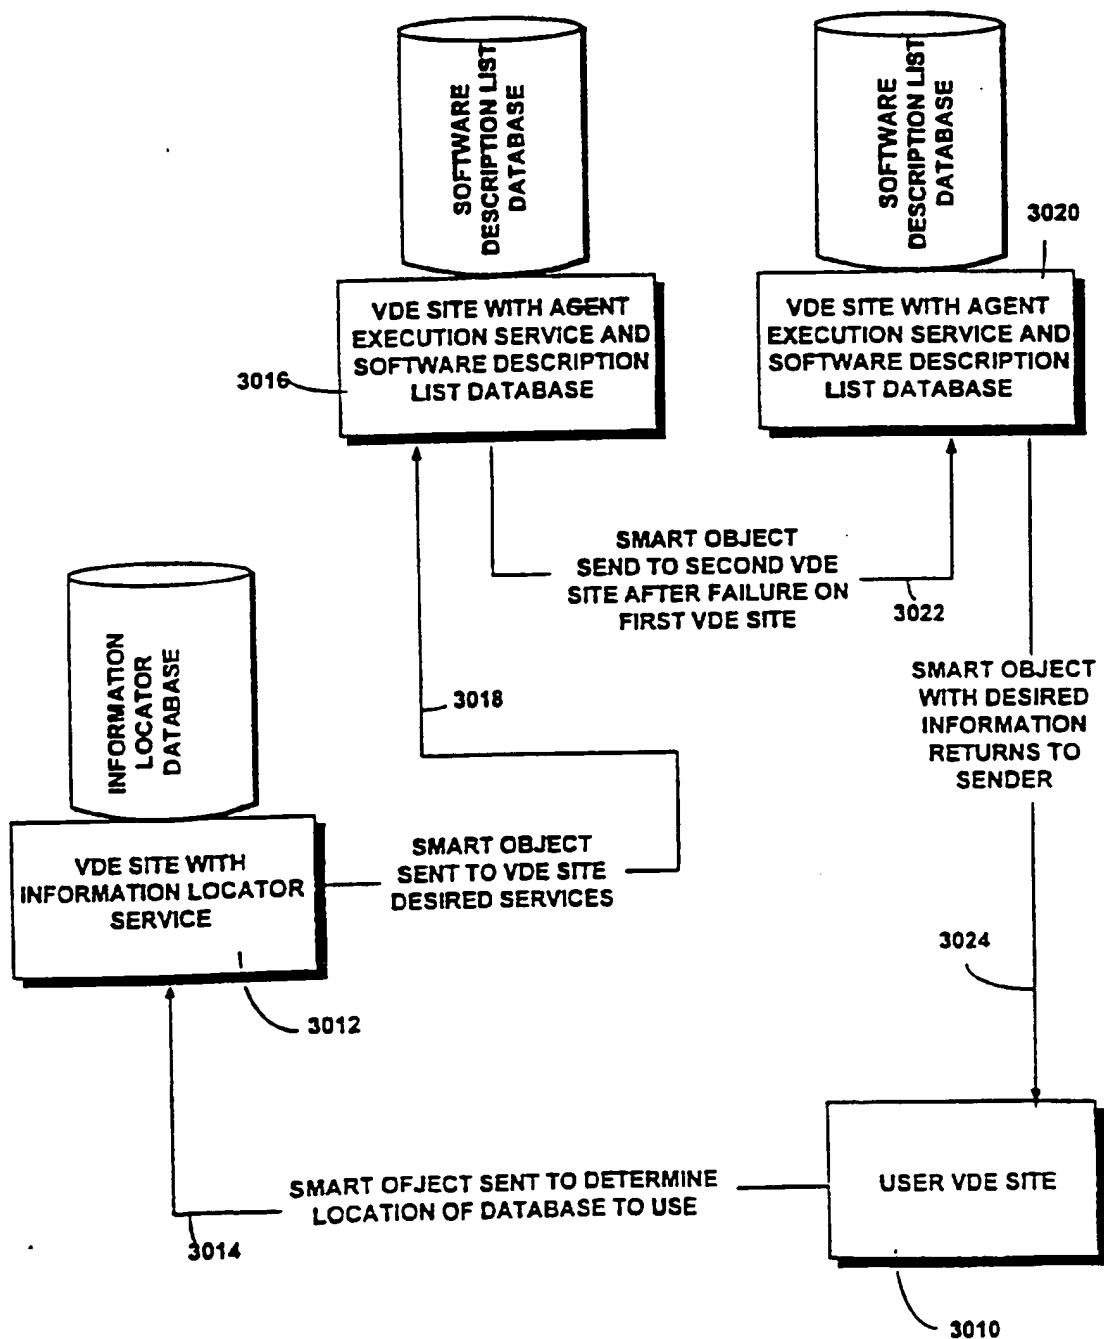 SOFTWARE
DESCRIPTION LIST
DATABASE
SOFTWARE
DESCRIPTION LIST
DATABASE
3020
VDE SITE WITH AGENT
EXECUTION SERVICE AND
SOFTWARE DESCRIPTION
LIST DATABASE
3016
VDE SITE WITH AGENT
EXECUTION SERVICE AND
SOFTWARE DESCRIPTION
LIST DATABASE
SMART OBJECT
SEND TO SECOND VDE
SITE AFTER FAILURE ON
FIRST VDE SITE
3022
INFORMATION
LOCATOR
DATABASE
3018
SMART OBJECT
WITH DESIRED
INFORMATION
RETURNS TO
SENDER
VDE SITE WITH
INFORMATION LOCATOR
SERVICE
SMART OBJECT
SENT TO VDE SITE
DESIRED SERVICES
3024
3012
SMART OFJECT SENT TO DETERMINE
LOCATION OF DATABASE TO USE
3014
USER VDE SITE
3010